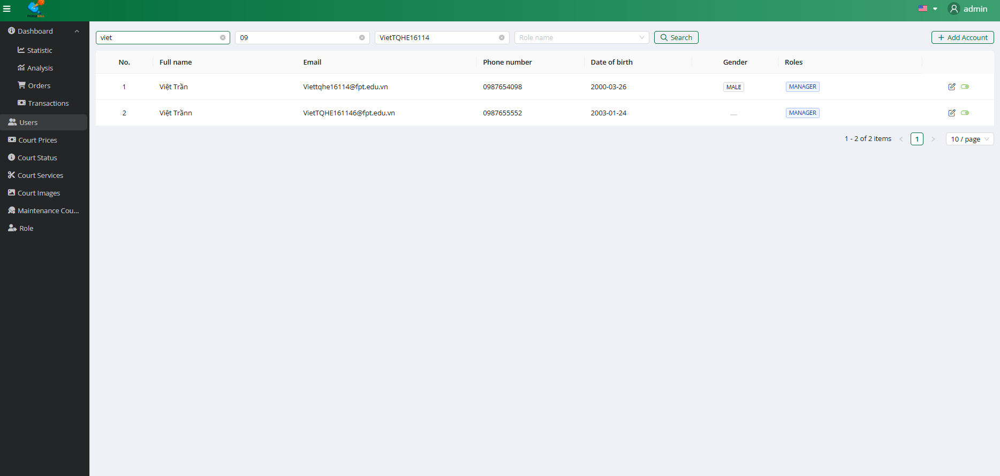 PICKLEBALL
admin
Dashboard
Statistic
Analysis
Orders
Transactions
Users
Court Prices
Court Status
Court Services
Court Images
Maintenance Cou...
Role
viet 09 VietTQHE16114 Role name Search + Add Account
No. Full name Email Phone number Date of birth Gender Roles
1 Việt Trần Viettqhe16114@fpt.edu.vn 0987654098 2000-03-26 MALE MANAGER
2 Việt Trầnn VietTQHE161146@fpt.edu.vn 0987655552 2003-01-24 __ MANAGER
1 - 2 of 2 items < 1 > 10 / page